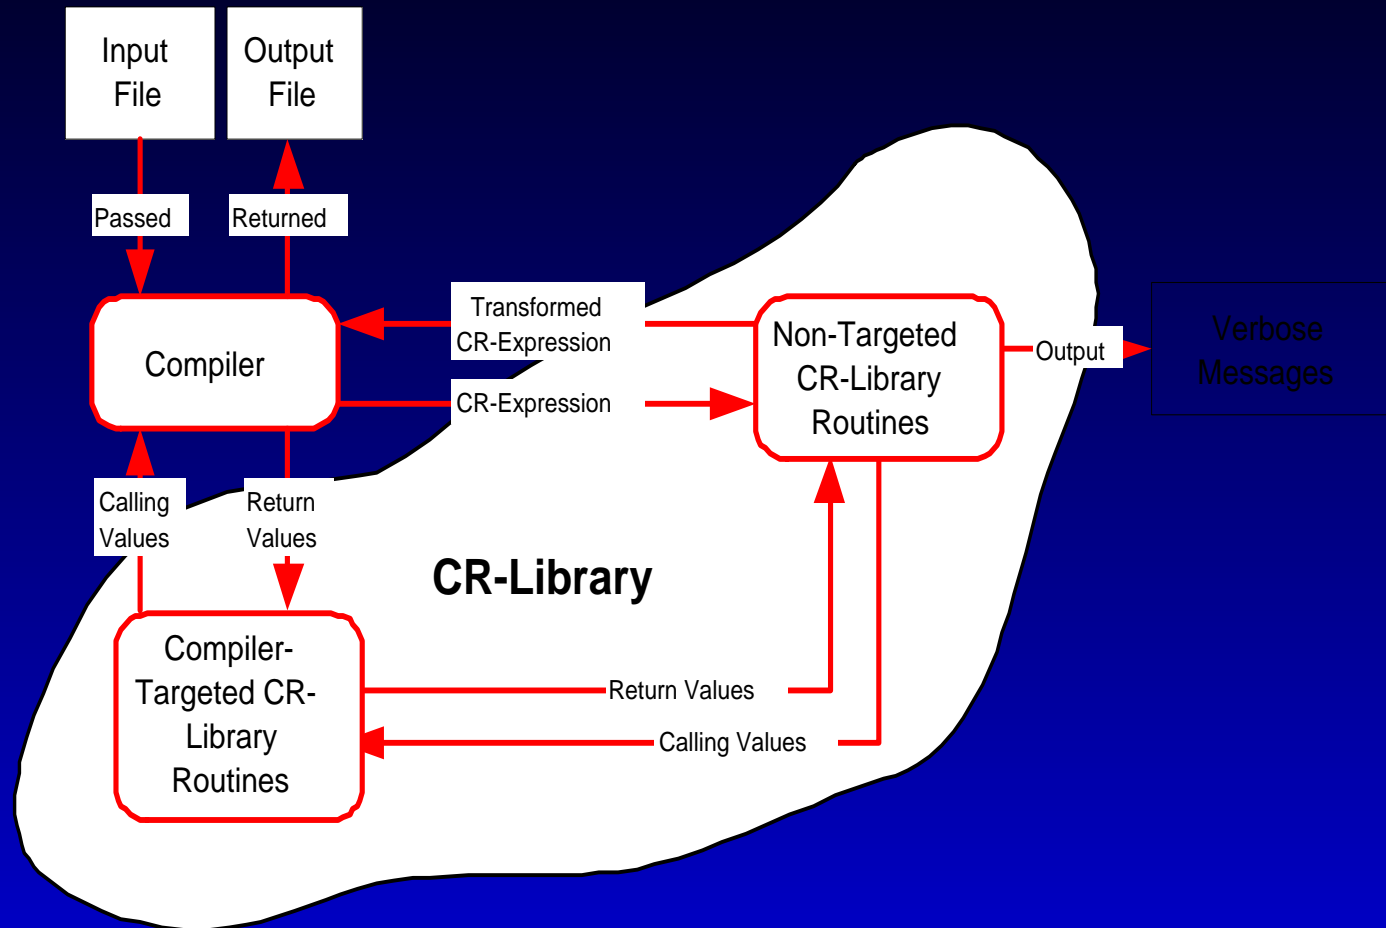 Input
File
Output
File
Passed
Returned
Transformed
CR-Expression
Compiler
CR-Expression
Non-Targeted
CR-Library
Routines
Output
Verbose
Messages
Calling
Values
Return
Values
CR-Library
Compiler-
Targeted CR-
Library
Routines
Return Values
Calling Values